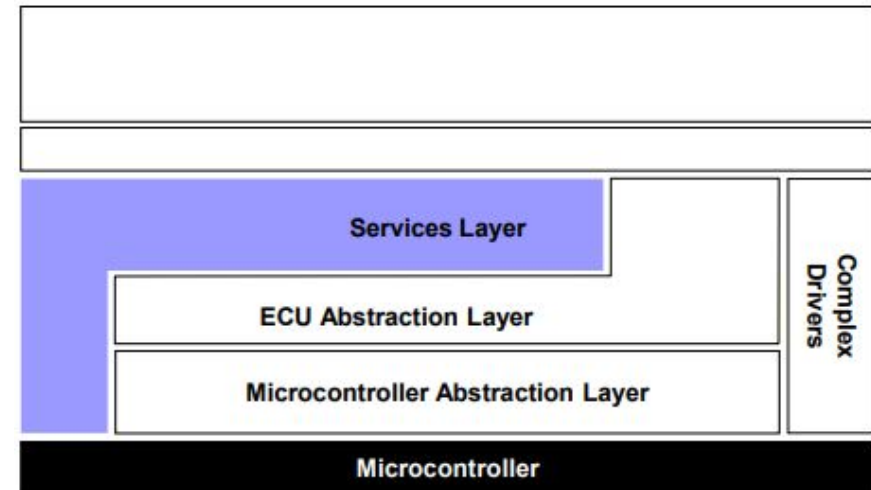 Services Layer
Complex
Drivers
ECU Abstraction Layer
Microcontroller Abstraction Layer
Microcontroller